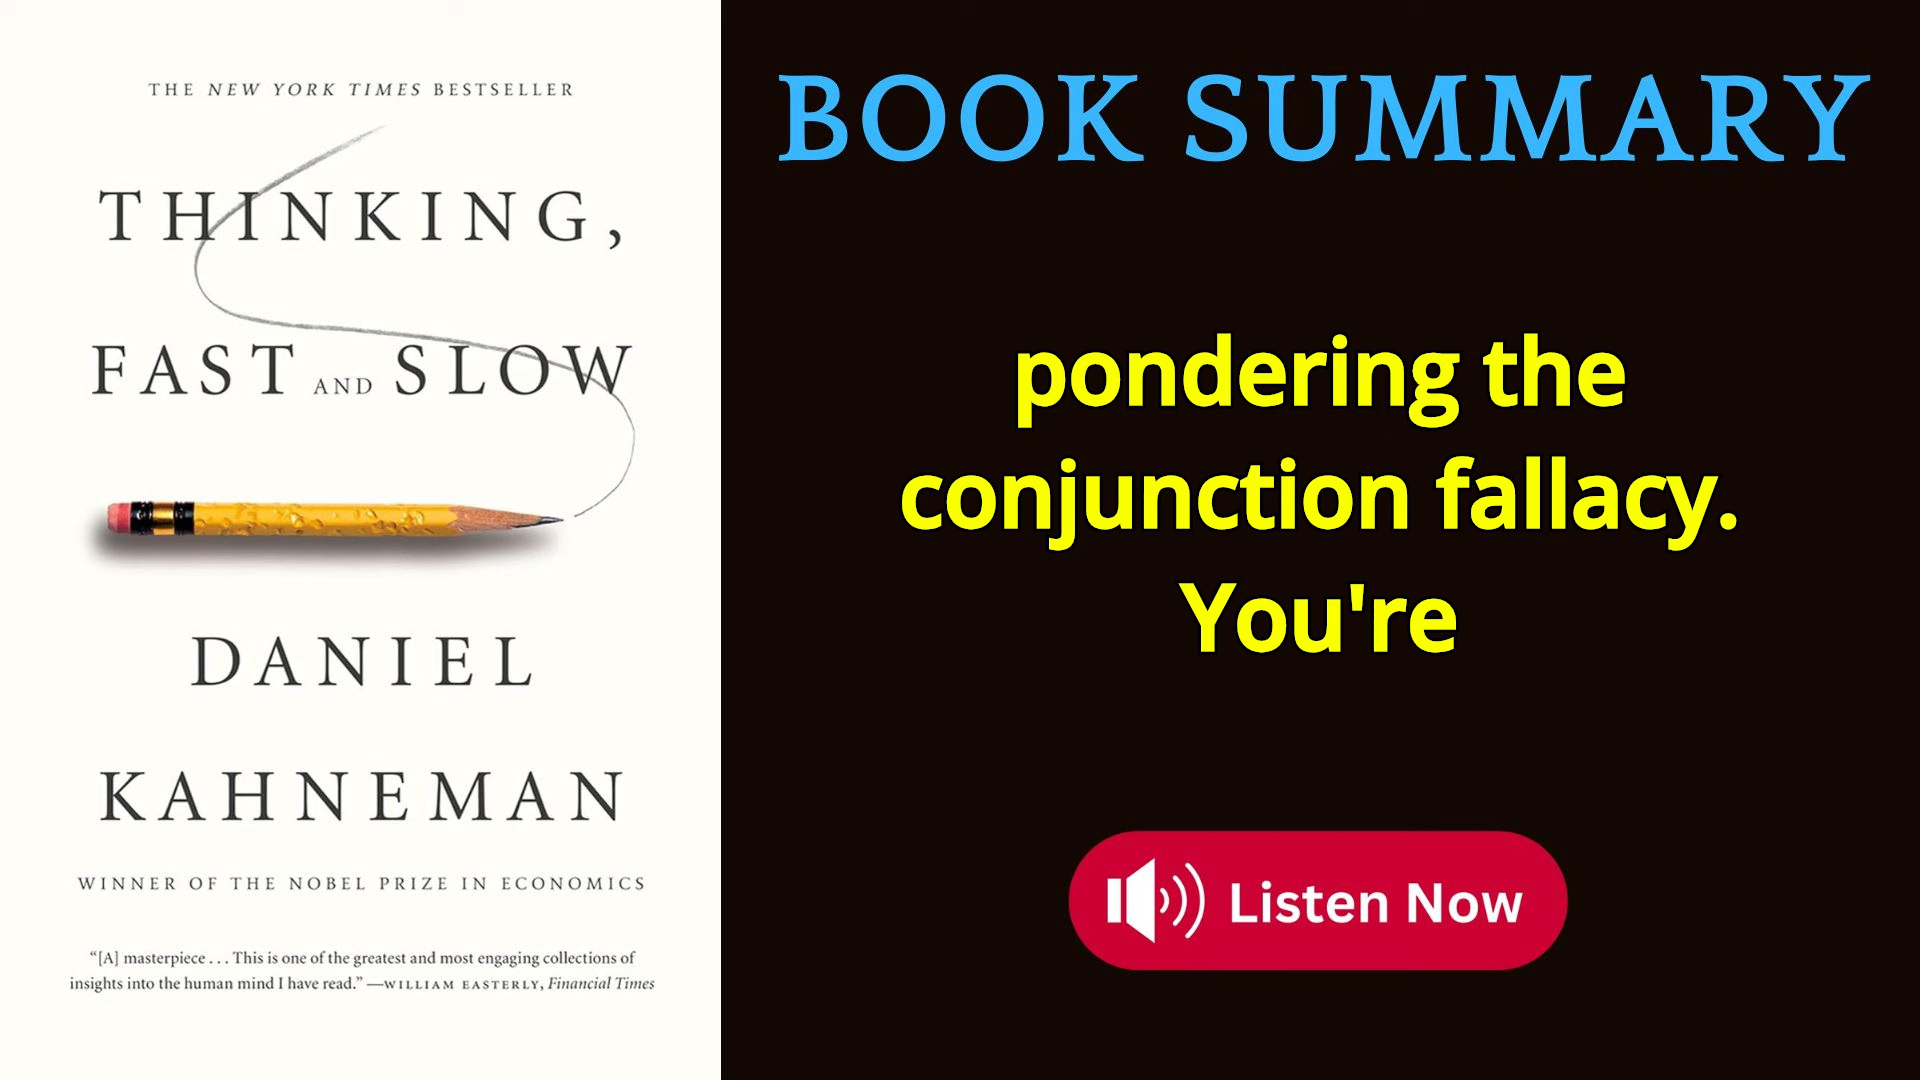 THE NEW YORK TIMES BESTSELLER
THINKING,
FAST AND SLOW
DANIEL
KAHNEMAN
WINNER OF THE NOBEL PRIZE IN ECONOMICS
“[A] masterpiece . . . This is one of the greatest and most engaging collections of
insights into the human mind I have read.” —WILLIAM EASTERLY, Financial Times
BOOK SUMMARY
pondering the
conjunction fallacy.
You're
Listen Now